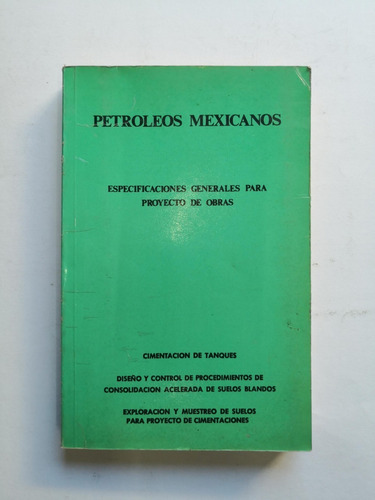 PETROLEOS MEXICANOS
ESPECIFICACIONES GENERALES PARA
PROYECTO DE OBRAS
CIMENTACION DE TANQUES
DISEÑO Y CONTROL DE PROCEDIMIENTOS DE
CONSOLIDACION ACELERADA DE SUELOS BLANDOS
EXPLORACION Y MUESTREO DE SUELOS
PARA PROYECTO DE CIMENTACIONES